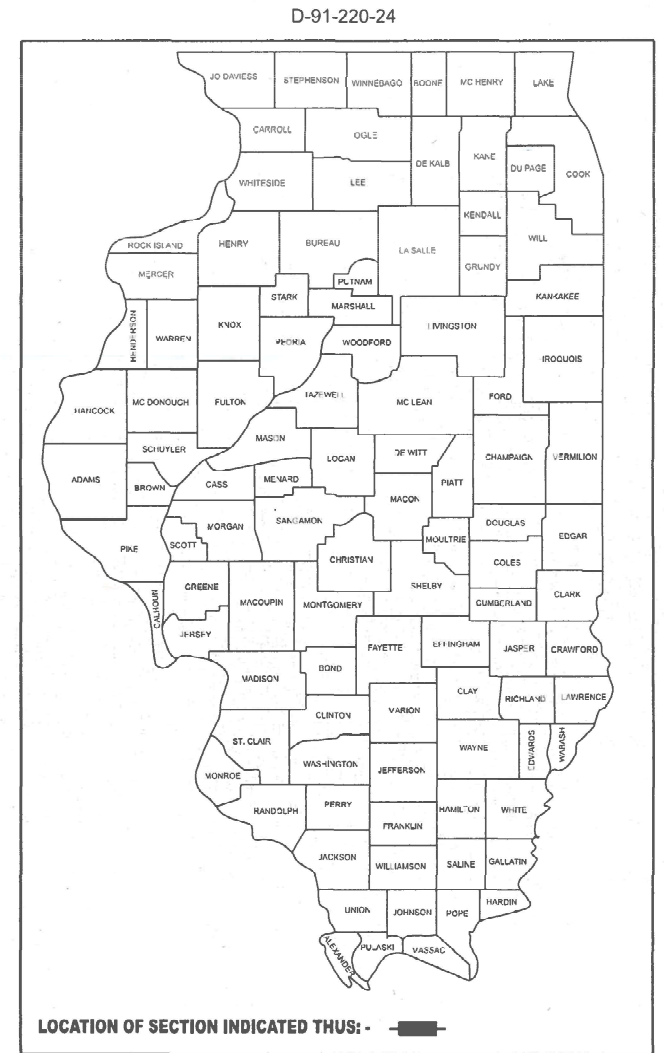 D-91-220-24
JO DAVIESS STEPHENSON WINNEBAGO BOONE MC HENRY LAKE
CARROLL OGLE
DE KALB KANE DU PAGE COOK
WHITESIDE LEE
KENDALL
ROCK ISLAND HENRY BUREAU LA SALLE WILL
MERCER PUTNAM GRUNDY
STARK MARSHALL KANKAKEE
HENDERSON WARREN KNOX PEORIA WOODFORD LIVINGSTON IROQUOIS
HANCOCK MC DONOUGH FULTON TAZEWELL MC LEAN FORD
SCHUYLER MASON LOGAN DE WITT CHAMPAIGN VERMILION
ADAMS BROWN CASS MENARD MACON PIATT
PIKE SCOTT MORGAN SANGAMON MOULTRIE DOUGLAS EDGAR
CHRISTIAN COLES
CALHOUN GREENE MACOUPIN MONTGOMERY SHELBY CUMBERLAND CLARK
JERSEY FAYETTE EFFINGHAM JASPER CRAWFORD
MADISON BOND CLAY RICHLAND LAWRENCE
CLINTON MARION
ST. CLAIR WAYNE EDWARDS WABASH
WASHINGTON JEFFERSON
MONROE
RANDOLPH PERRY HAMILTON WHITE
FRANKLIN
JACKSON WILLIAMSON SALINE GALLATIN
UNION JOHNSON POPE HARDIN
ALEXANDER PULASKI MASSAC
LOCATION OF SECTION INDICATED THUS: -